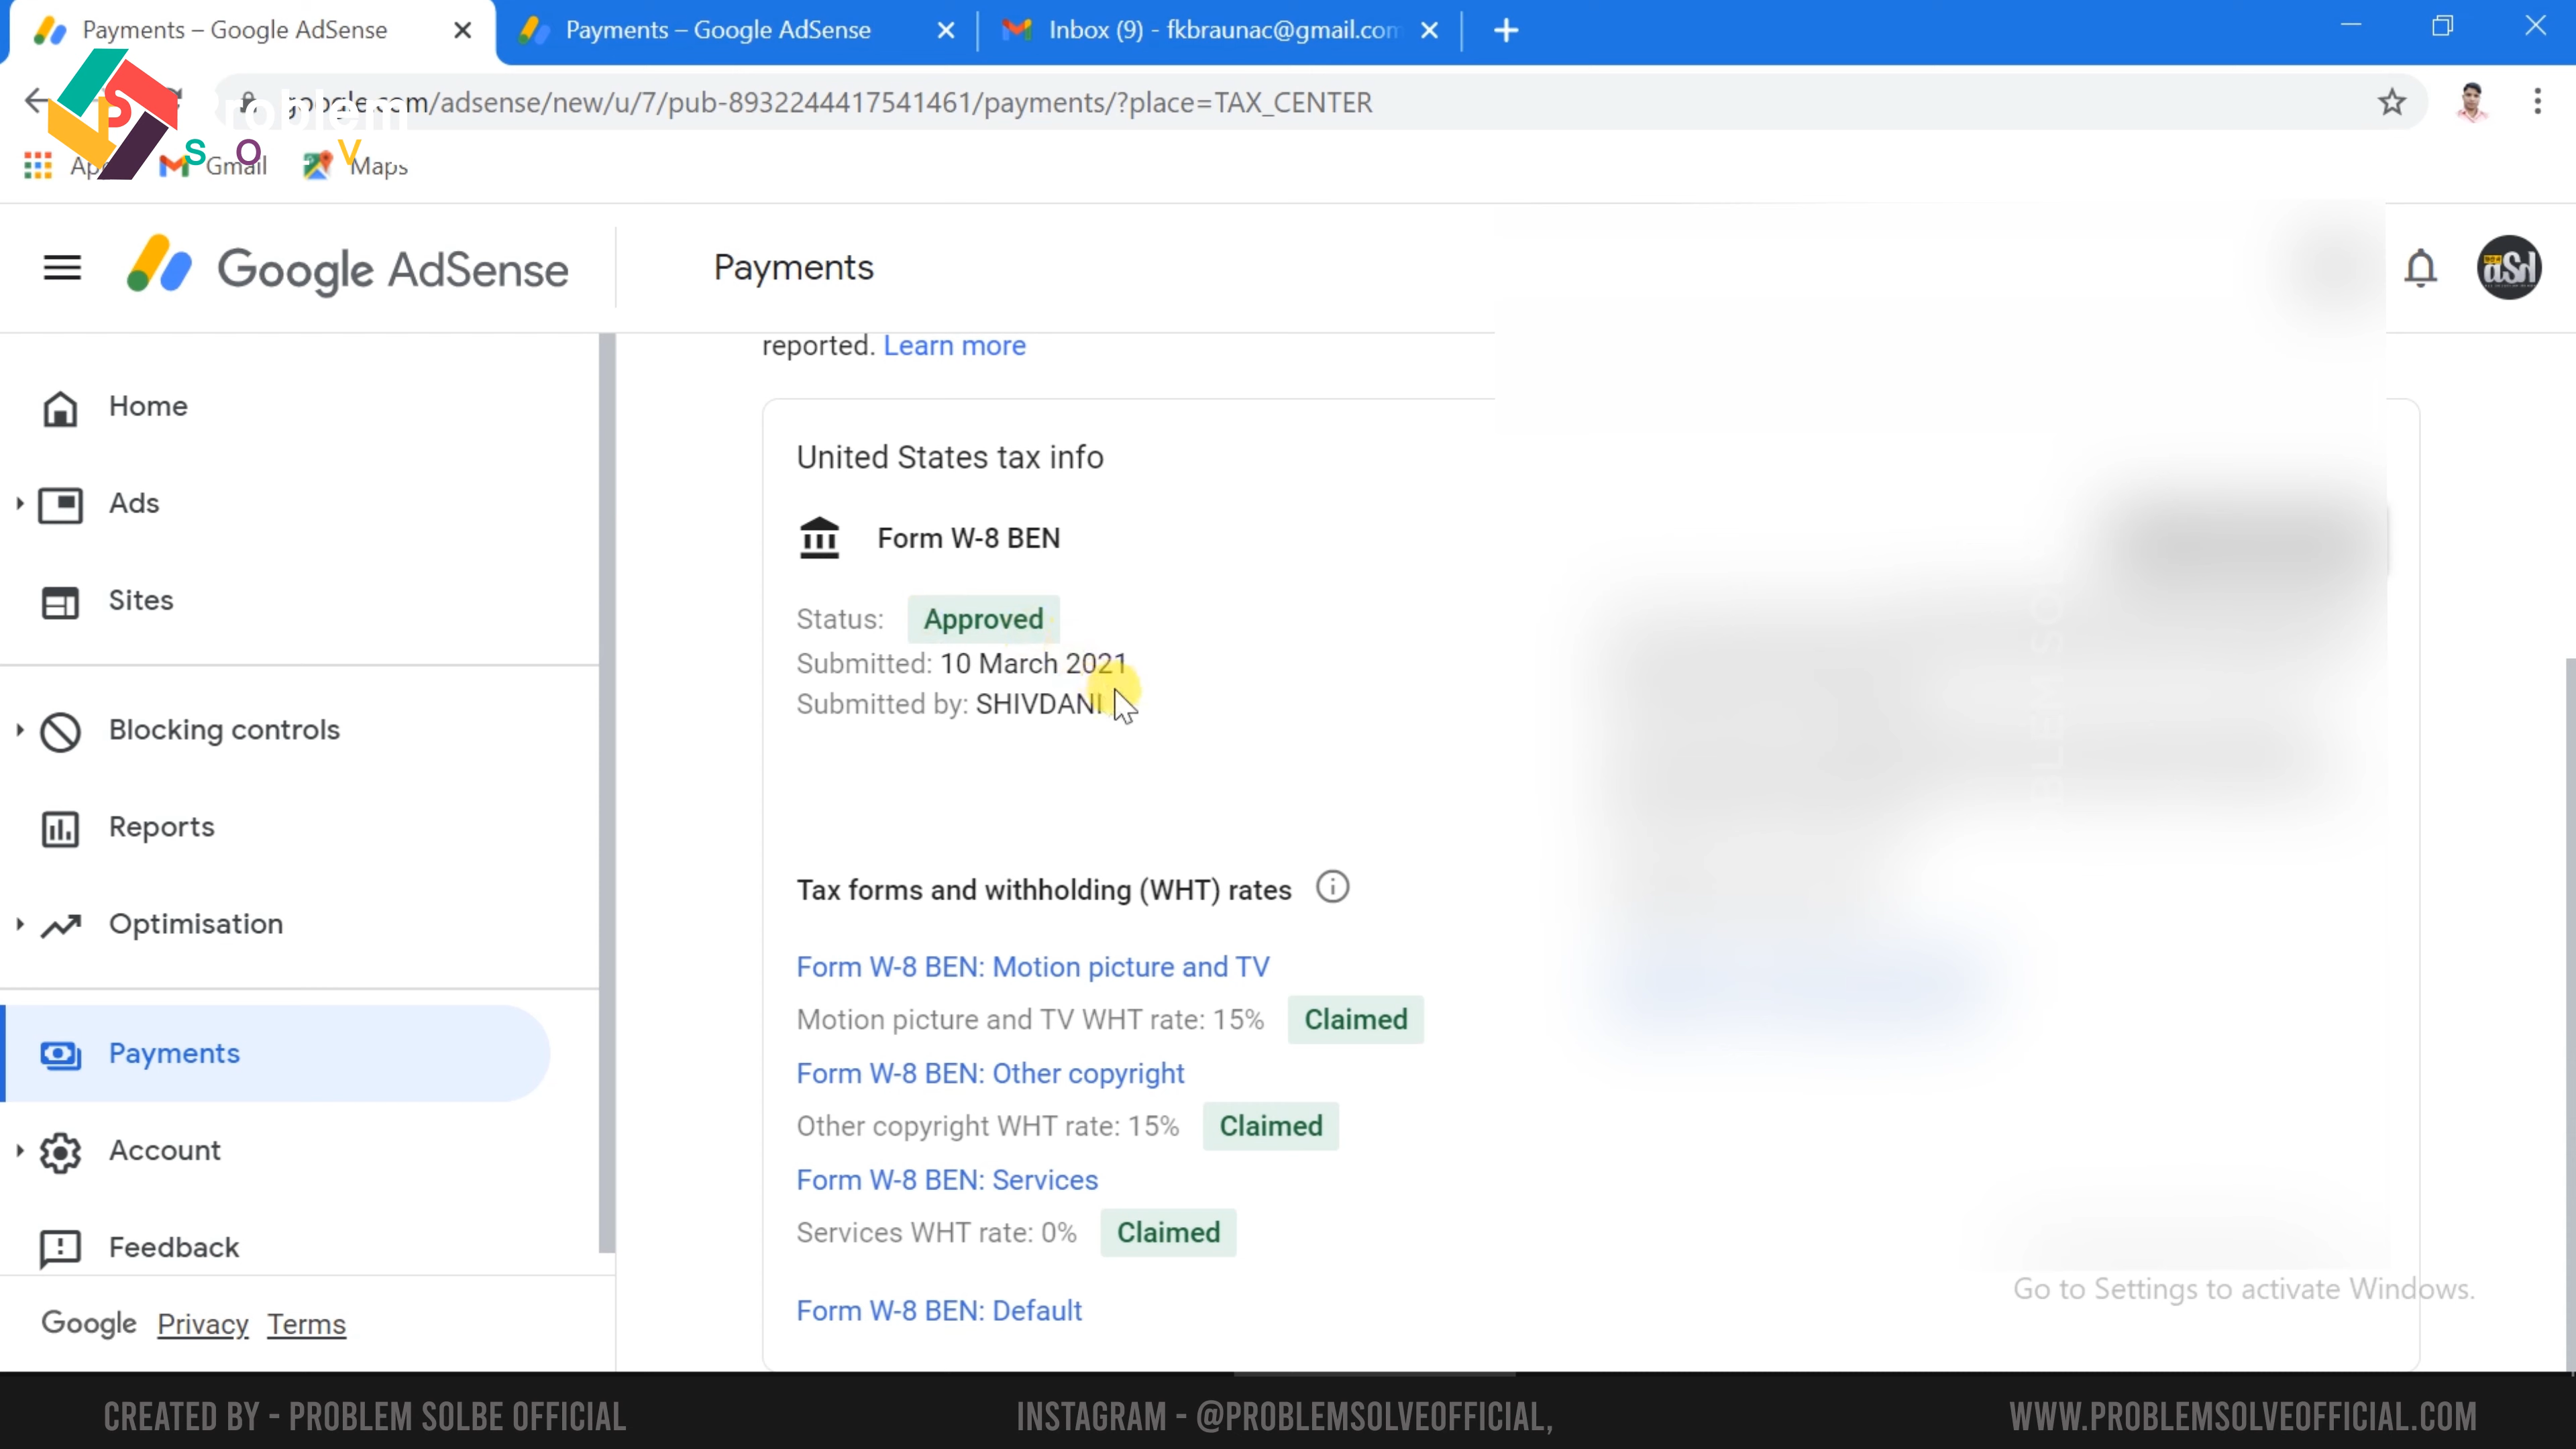 Payments – Google AdSense
Payments – Google AdSense
Inbox (9) - fkbraunac@gmail.com
google.com/adsense/new/u/7/pub-8932244417541461/payments/?place=TAX_CENTER
Problem
S O V
Gmail
Maps
Google AdSense
Payments
reported. Learn more
Home
Ads
Sites
Blocking controls
Reports
Optimisation
Payments
Account
Feedback
Google Privacy Terms
United States tax info
Form W-8 BEN
Status: Approved
Submitted: 10 March 2021
Submitted by: SHIVDANI
Tax forms and withholding (WHT) rates
Form W-8 BEN: Motion picture and TV
Motion picture and TV WHT rate: 15% Claimed
Form W-8 BEN: Other copyright
Other copyright WHT rate: 15% Claimed
Form W-8 BEN: Services
Services WHT rate: 0% Claimed
Form W-8 BEN: Default
Go to Settings to activate Windows.
CREATED BY - PROBLEM SOLBE OFFICIAL
INSTAGRAM - @PROBLEMSOLVEOFFICIAL,
WWW.PROBLEMSOLVEOFFICIAL.COM